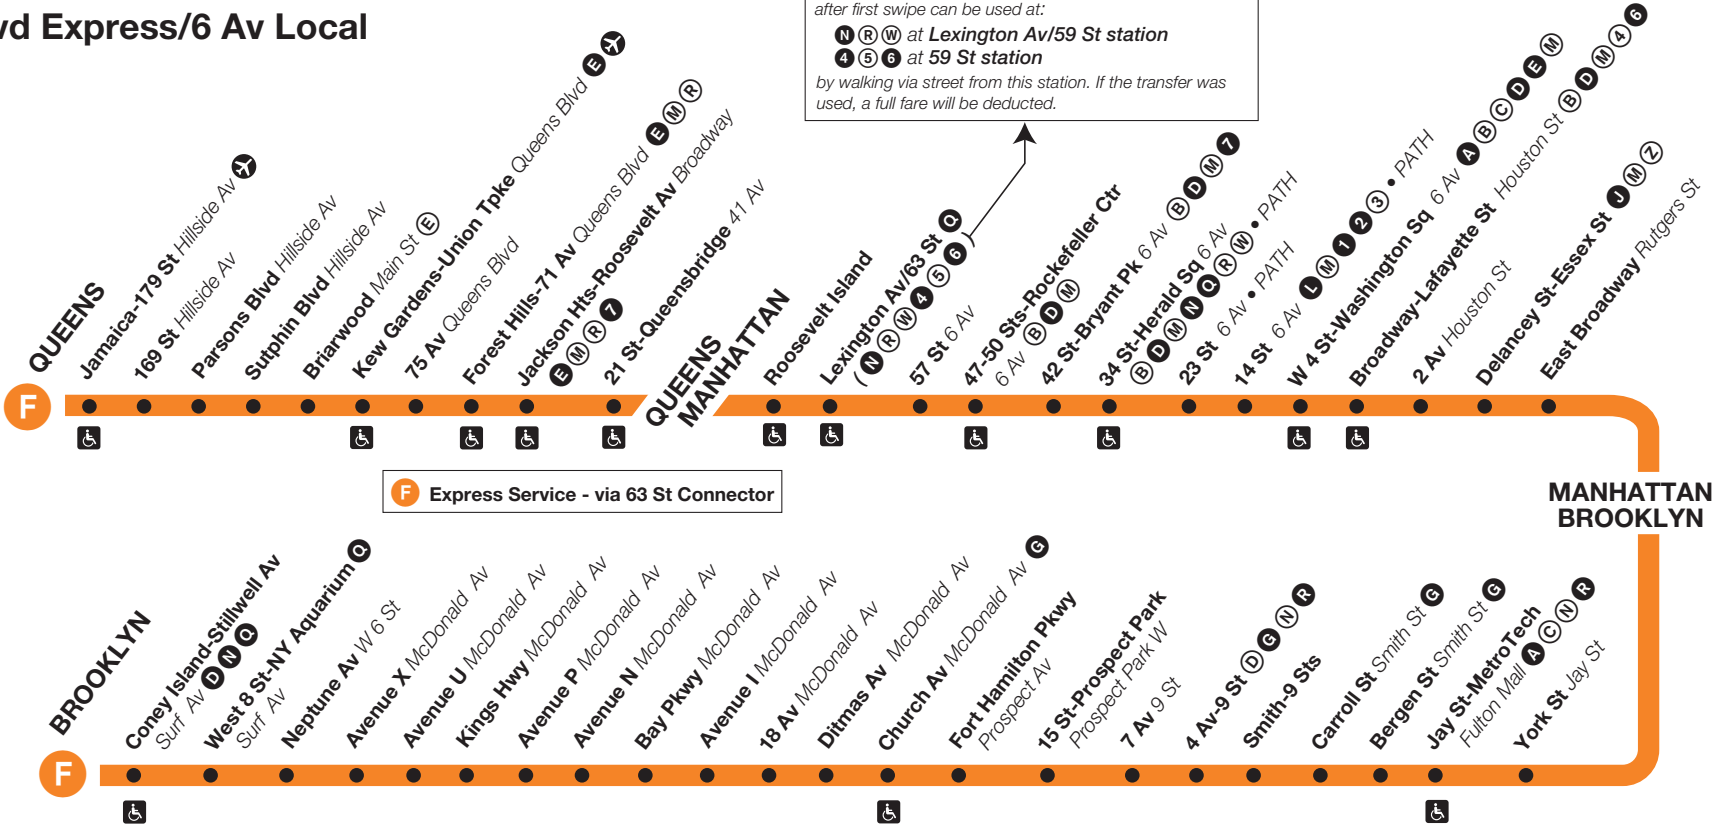 vd Express/6 Av Local
after first swipe can be used at:
N R W at Lexington Av/59 St station
4 5 6 at 59 St station
by walking via street from this station. If the transfer was
used, a full fare will be deducted.
QUEENS
F
Jamaica-179 St Hillside Av
169 St Hillside Av
Parsons Blvd Hillside Av
Sutphin Blvd Hillside Av
Briarwood Main St E
Kew Gardens-Union Tpke Queens Blvd E
75 Av Queens Blvd
Forest Hills-71 Av Queens Blvd E M R
Jackson Hts-Roosevelt Av Broadway
E M R 7
21 St-Queensbridge 41 Av
QUEENS
MANHATTAN
Roosevelt Island
Lexington Av/63 St Q
( N R W 4 5 6 )
57 St 6 Av
47-50 Sts-Rockefeller Ctr
6 Av B D M
42 St-Bryant Pk 6 Av B D M 7
34 St-Herald Sq 6 Av
B D M N Q R W • PATH
23 St 6 Av • PATH
14 St 6 Av L M 1 2 3 • PATH
W 4 St-Washington Sq 6 Av A B C D E M
Broadway-Lafayette St Houston St B D M 4 6
2 Av Houston St
Delancey St-Essex St J M Z
East Broadway Rutgers St
F Express Service - via 63 St Connector
MANHATTAN
BROOKLYN
BROOKLYN
F
Coney Island-Stillwell Av
Surf Av D N Q
West 8 St-NY Aquarium Q
Surf Av
Neptune Av W 6 St
Avenue X McDonald Av
Avenue U McDonald Av
Kings Hwy McDonald Av
Avenue P McDonald Av
Avenue N McDonald Av
Bay Pkwy McDonald Av
Avenue I McDonald Av
18 Av McDonald Av
Ditmas Av McDonald Av
Church Av McDonald Av G
Fort Hamilton Pkwy
Prospect Av
15 St-Prospect Park
Prospect Park W
7 Av 9 St
4 Av-9 St D G N R
Smith-9 Sts
Carroll St Smith St G
Bergen St Smith St G
Jay St-MetroTech
Fulton Mall A C N R
York St Jay St